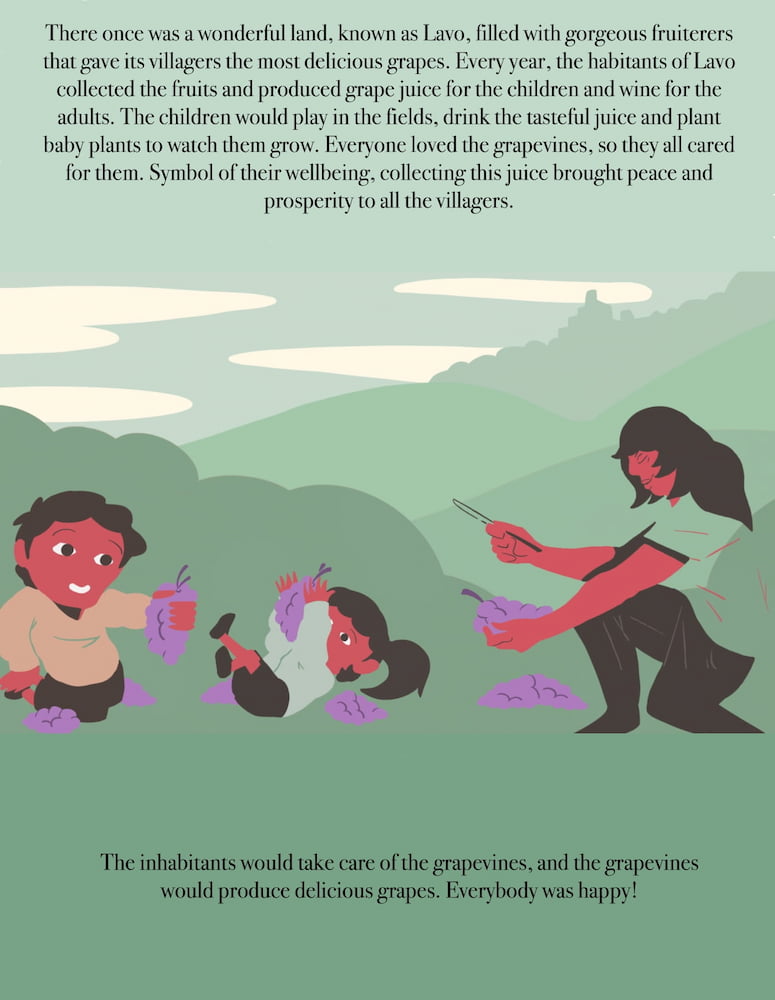 There once was a wonderful land, known as Lavo, filled with gorgeous fruiterers
that gave its villagers the most delicious grapes. Every year, the habitants of Lavo
collected the fruits and produced grape juice for the children and wine for the
adults. The children would play in the fields, drink the tasteful juice and plant
baby plants to watch them grow. Everyone loved the grapevines, so they all cared
for them. Symbol of their wellbeing, collecting this juice brought peace and
prosperity to all the villagers.
The inhabitants would take care of the grapevines, and the grapevines
would produce delicious grapes. Everybody was happy!